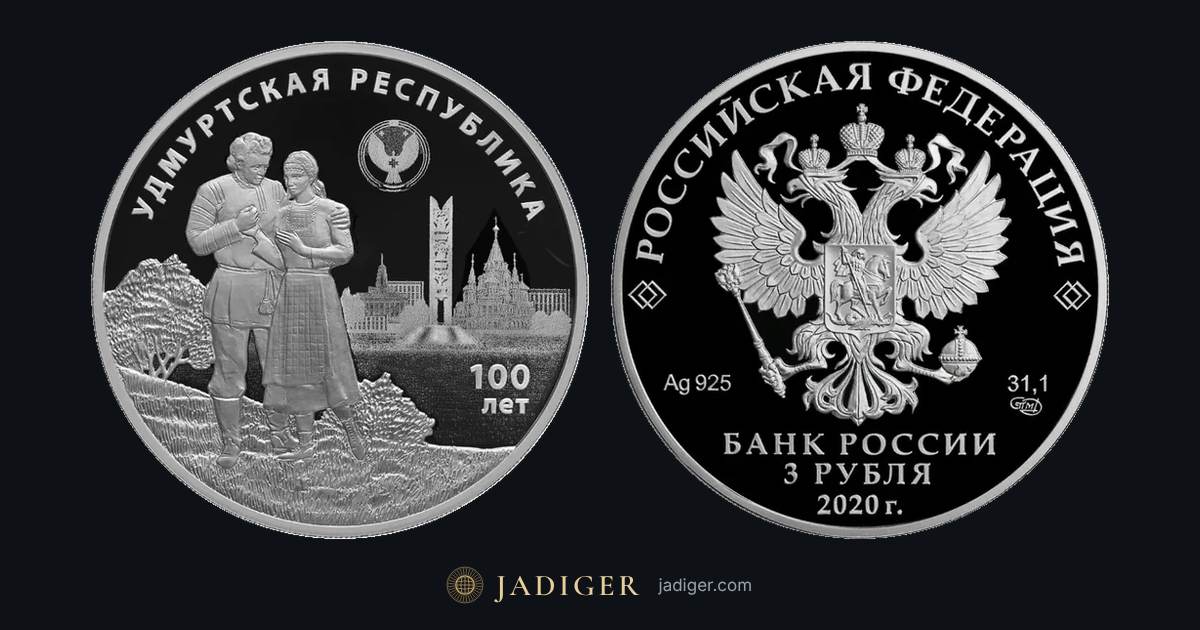 УДМУРТСКАЯ РЕСПУБЛИКА
100
лет
РОССИЙСКАЯ ФЕДЕРАЦИЯ
Ag 925
31,1
БАНК РОССИИ
3 РУБЛЯ
2020 г.
JADIGER
jadiger.com